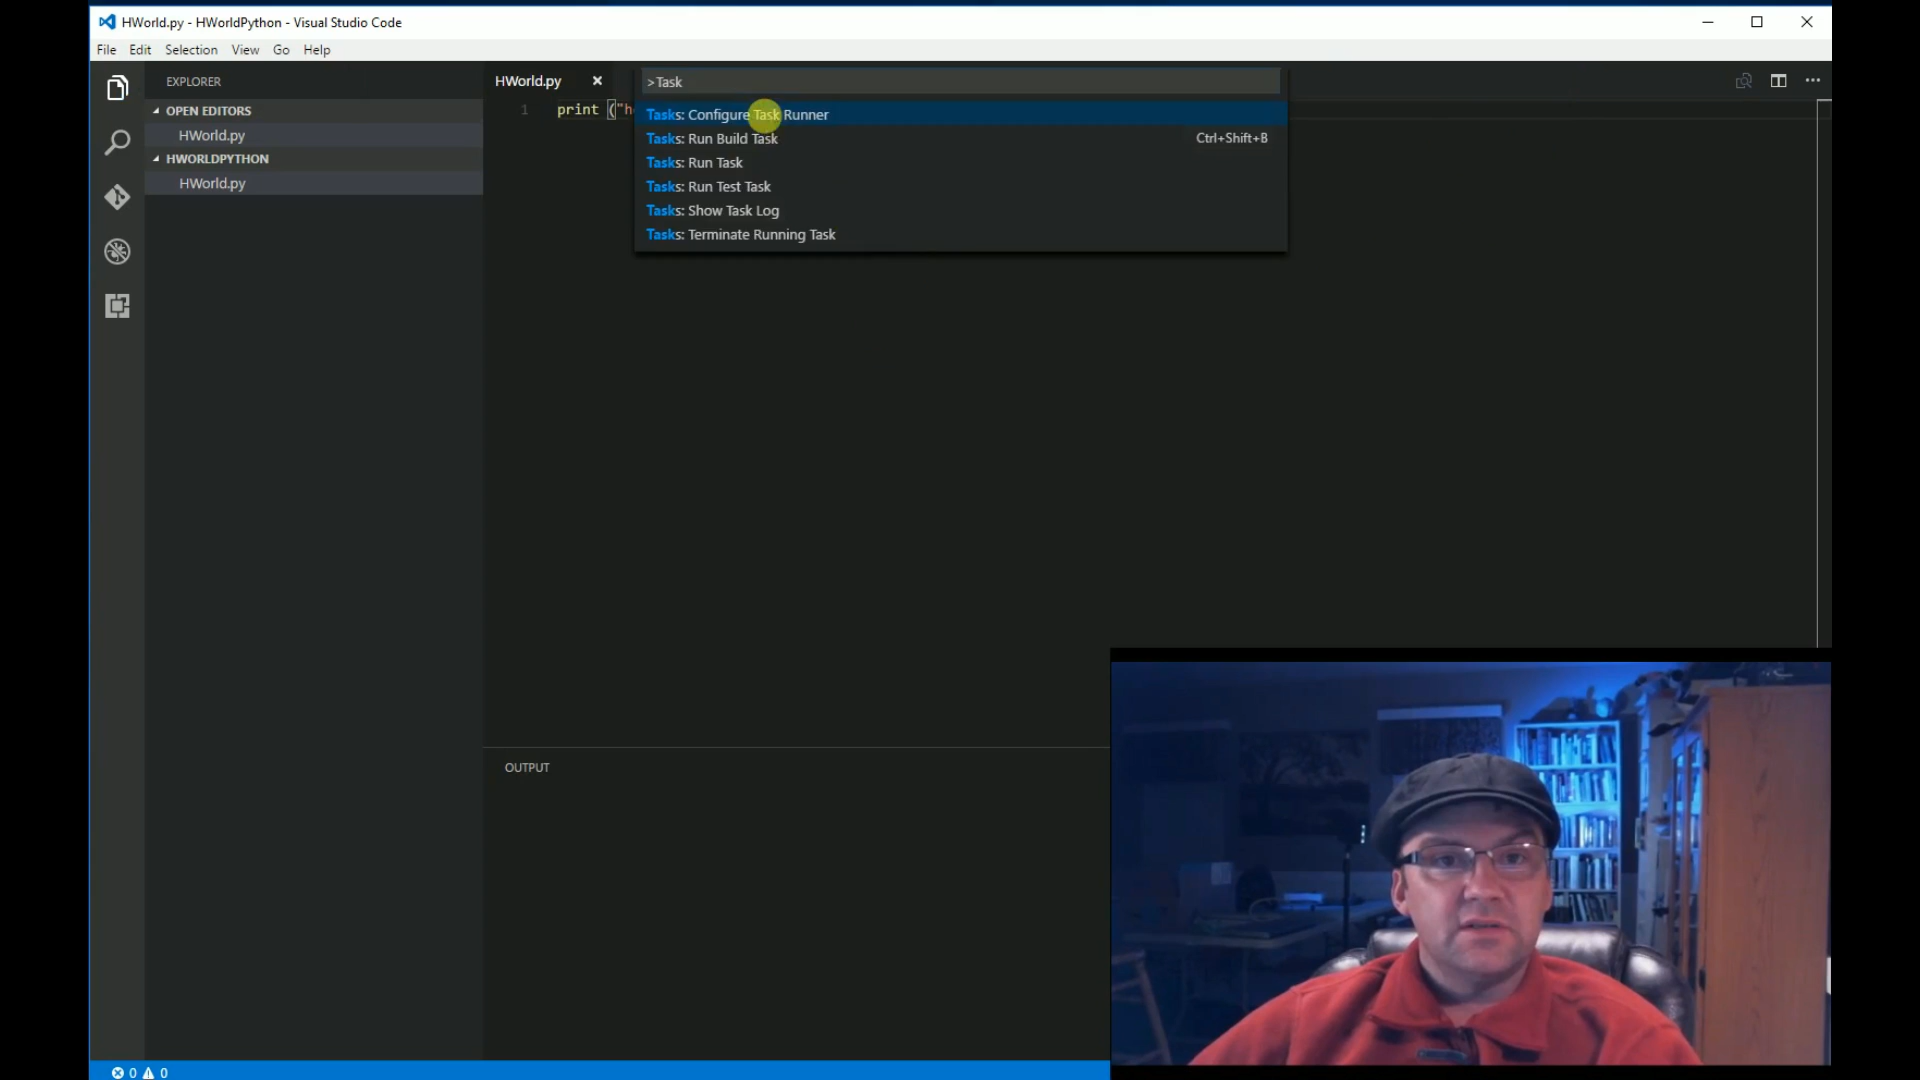 HWorld.py - HWorldPython - Visual Studio Code
File Edit Selection View Go Help
EXPLORER
OPEN EDITORS
HWorld.py
HWORLDPYTHON
HWorld.py
HWorld.py
1 print ("h
>Task
Tasks: Configure Task Runner
Tasks: Run Build Task Ctrl+Shift+B
Tasks: Run Task
Tasks: Run Test Task
Tasks: Show Task Log
Tasks: Terminate Running Task
OUTPUT
0 0